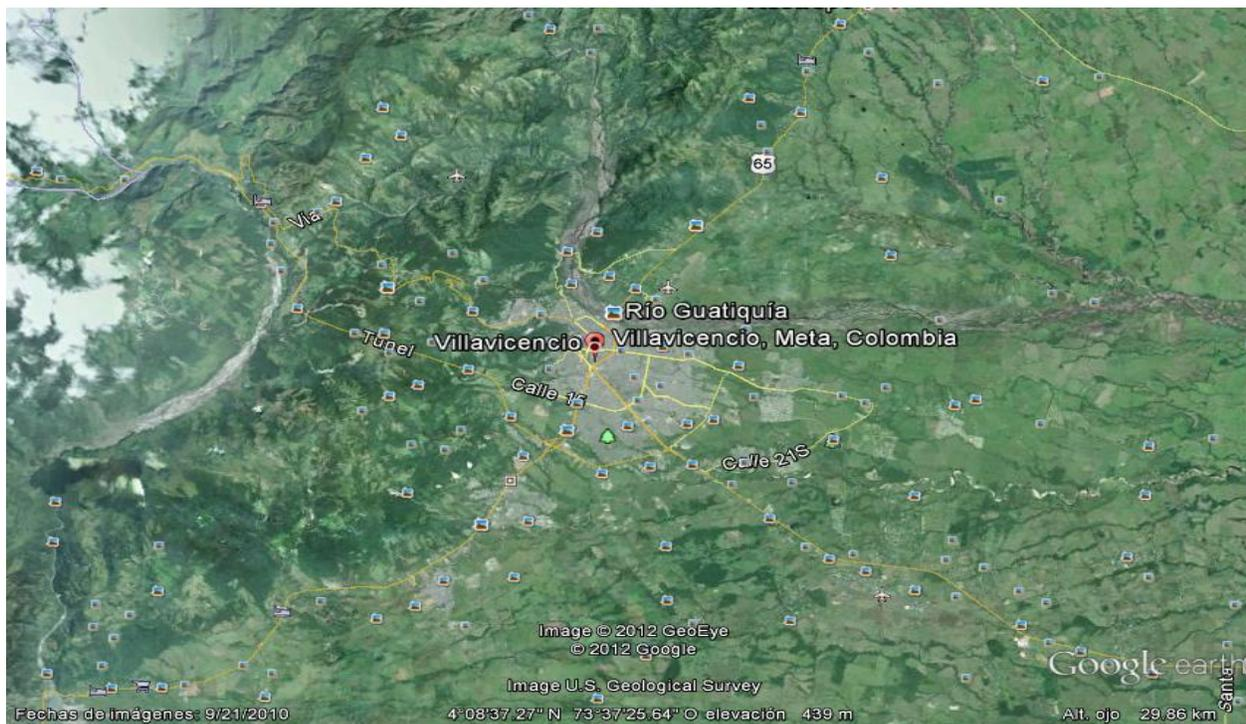 65
Vía
Río Guatiquía
Villavicencio
Villavicencio, Meta, Colombia
Túnel
Calle 15
Calle 21S
Image © 2012 GeoEye
© 2012 Google
Image U.S. Geological Survey
Google earth
Santa
Fechas de imágenes: 9/21/2010
4°08'37.27" N 73°37'25.64" O elevación 439 m
Alt. ojo 29.86 km